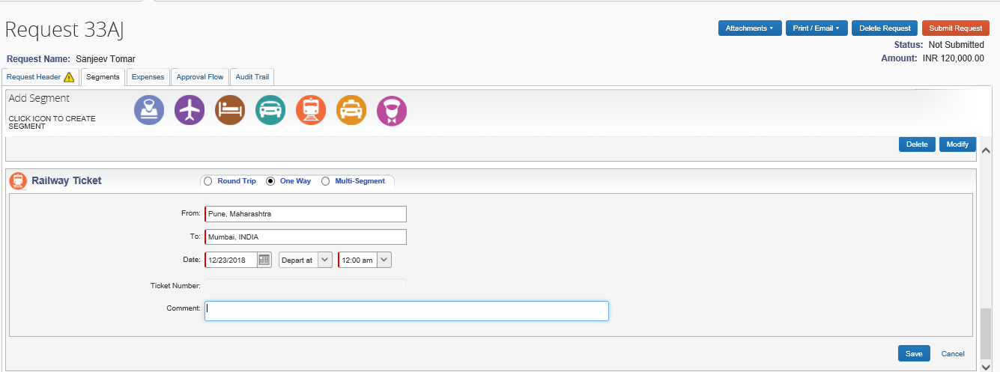 Request 33AJ
Attachments Print / Email Delete Request Submit Request
Status: Not Submitted
Request Name: Sanjeev Tomar Amount: INR 120,000.00
Request Header Segments Expenses Approval Flow Audit Trail
Add Segment
CLICK ICON TO CREATE
SEGMENT
Delete Modify
Railway Ticket Round Trip One Way Multi-Segment
From: Pune, Maharashtra
To: Mumbai, INDIA
Date: 12/23/2018 Depart at 12:00 am
Ticket Number:
Comment:
Save Cancel